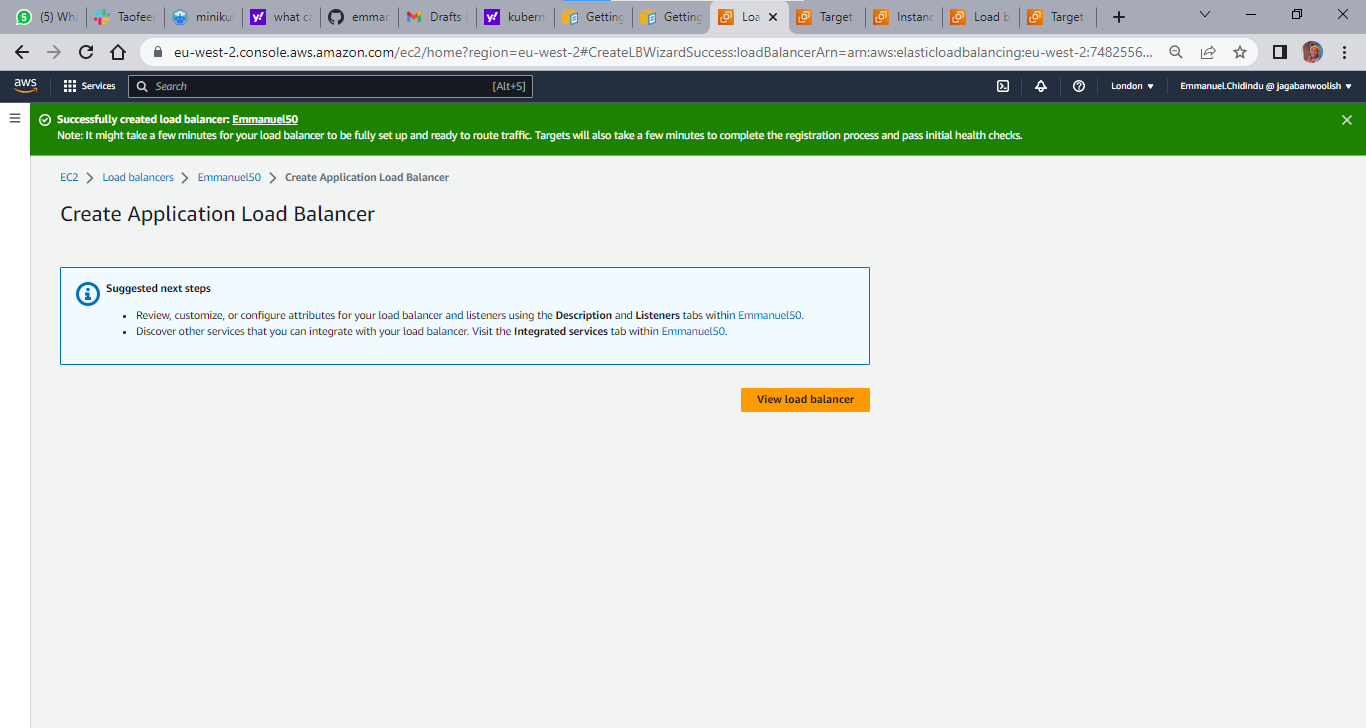 (5) Wha Taofeec miniku what ca emmar Drafts ( kubern Getting Getting Loa Target Instanc Load b Target
eu-west-2.console.aws.amazon.com/ec2/home?region=eu-west-2#CreateLBWizardSuccess:loadBalancerArn=arn:aws:elasticloadbalancing:eu-west-2:7482556...
aws Services Search [Alt+S] London Emmanuel.Chidindu @ jagabanwoolish
Successfully created load balancer: Emmanuel50
Note: It might take a few minutes for your load balancer to be fully set up and ready to route traffic. Targets will also take a few minutes to complete the registration process and pass initial health checks.
EC2 Load balancers Emmanuel50 Create Application Load Balancer
Create Application Load Balancer
Suggested next steps
• Review, customize, or configure attributes for your load balancer and listeners using the Description and Listeners tabs within Emmanuel50.
• Discover other services that you can integrate with your load balancer. Visit the Integrated services tab within Emmanuel50.
View load balancer